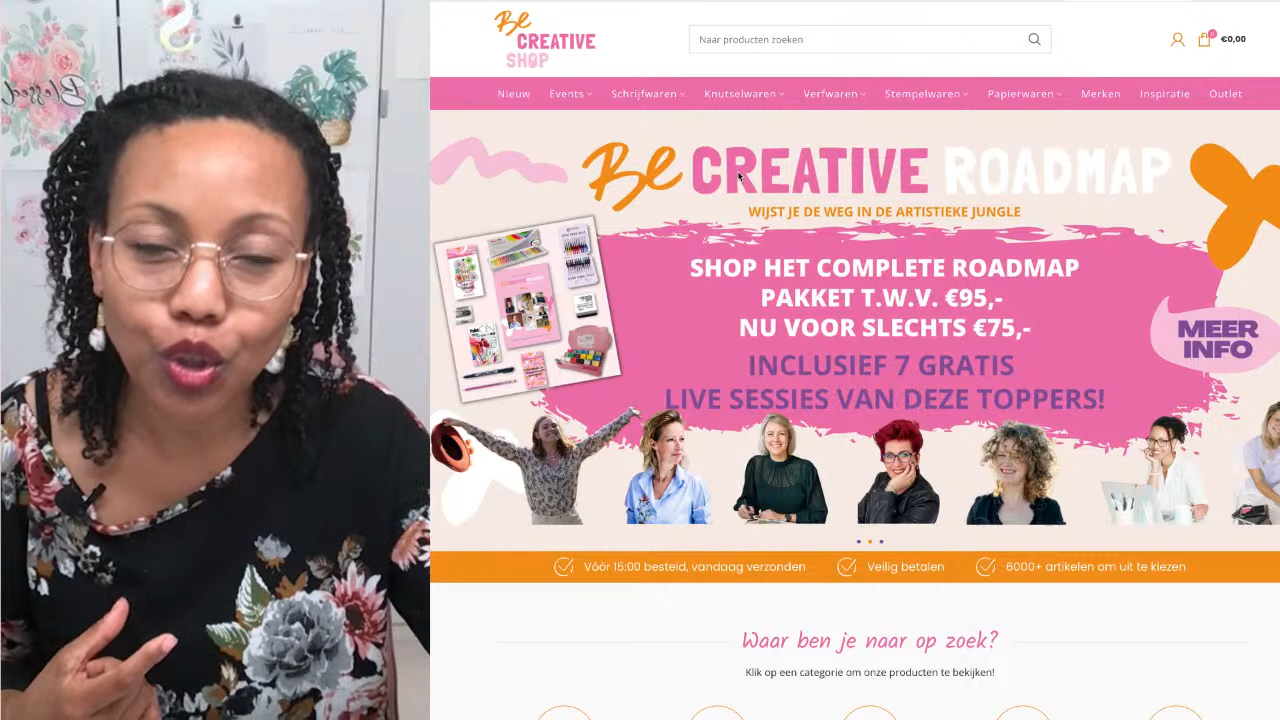 Be
CREATIVE
SHOP
Naar producten zoeken
0
€0,00
Nieuw Events Schrijfwaren Knutselwaren Verfwaren Stempelwaren Papierwaren Merken Inspiratie Outlet
Be CREATIVE ROADMAP
WIJST JE DE WEG IN DE ARTISTIEKE JUNGLE
SHOP HET COMPLETE ROADMAP
PAKKET T.W.V. €95,-
NU VOOR SLECHTS €75,-
INCLUSIEF 7 GRATIS
LIVE SESSIES VAN DEZE TOPPERS!
MEER
INFO
Vóór 15:00 besteld, vandaag verzonden
Veilig betalen
6000+ artikelen om uit te kiezen
Waar ben je naar op zoek?
Klik op een categorie om onze producten te bekijken!
Blessed